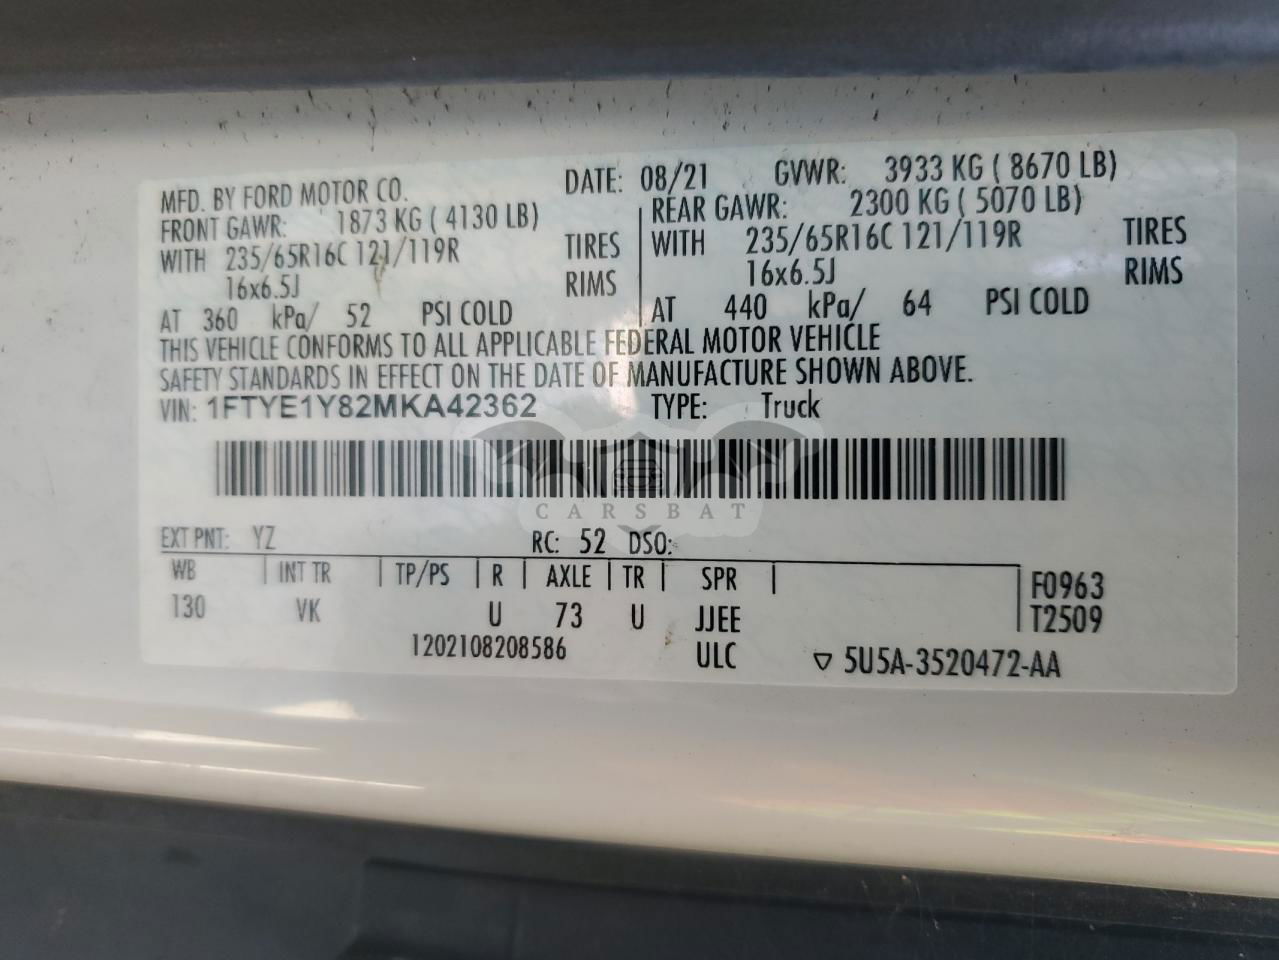 MFD. BY FORD MOTOR CO. DATE: 08/21 GVWR: 3933 KG ( 8670 LB)
FRONT GAWR: 1873 KG ( 4130 LB) REAR GAWR: 2300 KG ( 5070 LB)
WITH 235/65R16C 121/119R TIRES WITH 235/65R16C 121/119R TIRES
16x6.5J RIMS 16x6.5J RIMS
AT 360 kPa/ 52 PSI COLD AT 440 kPa/ 64 PSI COLD
THIS VEHICLE CONFORMS TO ALL APPLICABLE FEDERAL MOTOR VEHICLE
SAFETY STANDARDS IN EFFECT ON THE DATE OF MANUFACTURE SHOWN ABOVE.
VIN: 1FTYE1Y82MKA42362 TYPE: Truck
CARSBAT
EXT PNT: YZ RC: 52 DSO:
WB INT TR TP/PS R AXLE TR SPR F0963
130 VK U 73 U JJEE T2509
1202108208586 ULC 5U5A-3520472-AA